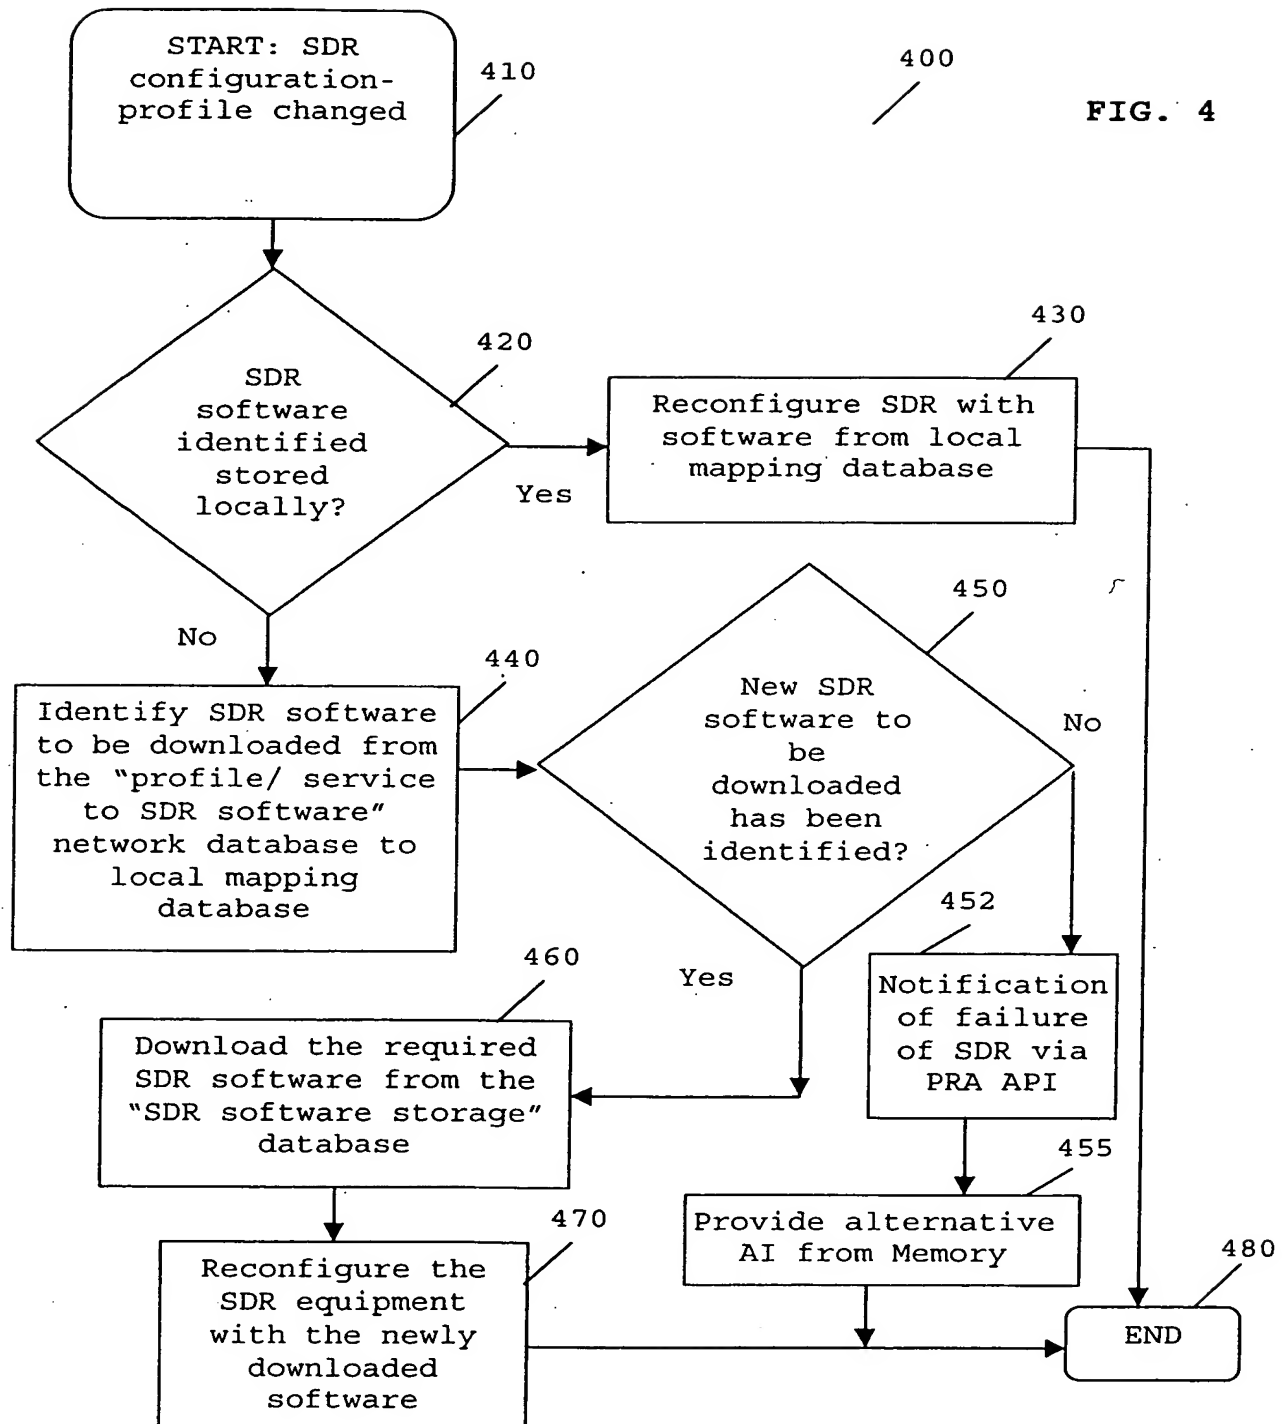 START: SDR
configuration-
profile changed
410
400
FIG. 4
SDR
software
identified
stored
locally?
420
Yes
No
430
Reconfigure SDR with
software from local
mapping database
440
Identify SDR software
to be downloaded from
the "profile/ service
to SDR software"
network database to
local mapping
database
450
New SDR
software to
be
downloaded
has been
identified?
No
Yes
452
Notification
of failure
of SDR via
PRA API
460
Download the required
SDR software from the
"SDR software storage"
database
455
Provide alternative
AI from Memory
470
Reconfigure the
SDR equipment
with the newly
downloaded
software
480
END